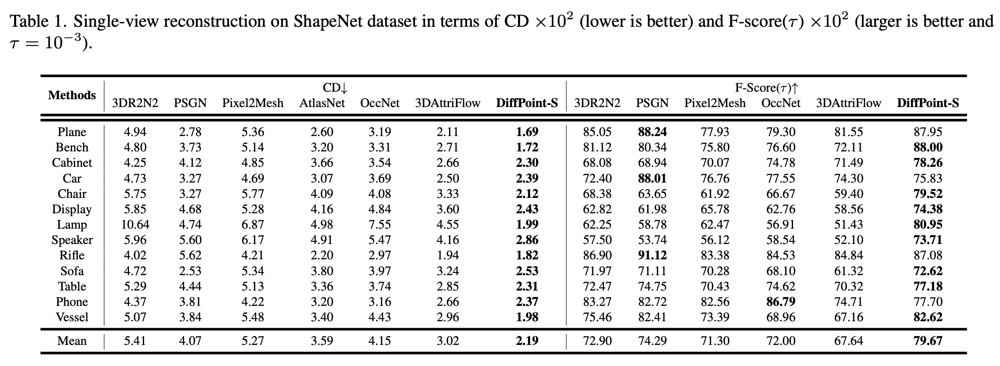 Table 1. Single-view reconstruction on ShapeNet dataset in terms of CD ×10² (lower is better) and F-score(τ) ×10² (larger is better and
τ = 10⁻³).
Methods CD↓ F-Score(τ)↑
3DR2N2 PSGN Pixel2Mesh AtlasNet OccNet 3DAttriFlow DiffPoint-S 3DR2N2 PSGN Pixel2Mesh OccNet 3DAttriFlow DiffPoint-S
Plane 4.94 2.78 5.36 2.60 3.19 2.11 1.69 85.05 88.24 77.93 79.30 81.55 87.95
Bench 4.80 3.73 5.14 3.20 3.31 2.71 1.72 81.12 80.34 75.80 76.60 72.11 88.00
Cabinet 4.25 4.12 4.85 3.66 3.54 2.66 2.30 68.08 68.94 70.07 74.78 71.49 78.26
Car 4.73 3.27 4.69 3.07 3.69 2.50 2.39 72.40 88.01 76.76 77.55 74.30 75.83
Chair 5.75 3.27 5.77 4.09 4.08 3.33 2.12 68.38 63.65 61.92 66.67 59.40 79.52
Display 5.85 4.68 5.28 4.16 4.84 3.60 2.43 62.82 61.98 65.78 62.76 58.56 74.38
Lamp 10.64 4.74 6.87 4.98 7.55 4.55 1.99 62.25 58.78 62.47 56.91 51.43 80.95
Speaker 5.96 5.60 6.17 4.91 5.47 4.16 2.86 57.50 53.74 56.12 58.54 52.10 73.71
Rifle 4.02 5.62 4.21 2.20 2.97 1.94 1.82 86.90 91.12 83.38 84.53 84.84 87.08
Sofa 4.72 2.53 5.34 3.80 3.97 3.24 2.53 71.97 71.11 70.28 68.10 61.32 72.62
Table 5.29 4.44 5.13 3.36 3.74 2.85 2.31 72.47 74.75 70.43 74.62 70.32 77.18
Phone 4.37 3.81 4.22 3.20 3.16 2.66 2.37 83.27 82.72 82.56 86.79 74.71 77.70
Vessel 5.07 3.84 5.48 3.40 4.43 2.96 1.98 75.46 82.41 73.39 68.96 67.16 82.62
Mean 5.41 4.07 5.27 3.59 4.15 3.02 2.19 72.90 74.29 71.30 72.00 67.64 79.67